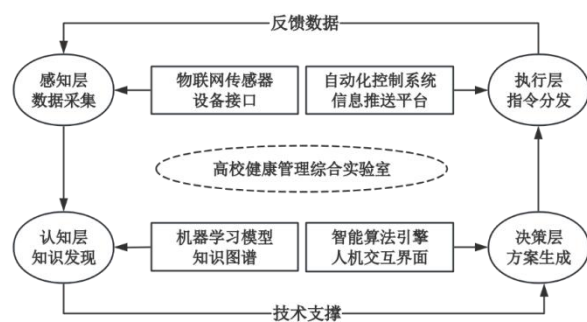 反馈数据
感知层
数据采集
物联网传感器
设备接口
自动化控制系统
信息推送平台
执行层
指令分发
高校健康管理综合实验室
认知层
知识发现
机器学习模型
知识图谱
智能算法引擎
人机交互界面
决策层
方案生成
技术支撑